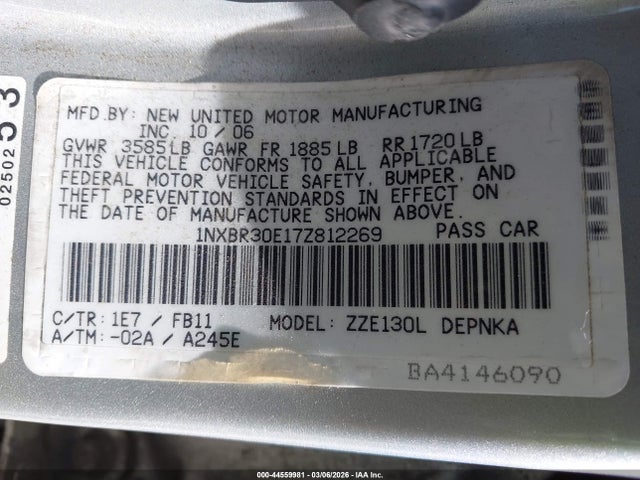 MFD.BY: NEW UNITED MOTOR MANUFACTURING
INC. 10 / 06
GVWR 3585LB GAWR FR 1885LB RR 1720LB
THIS VEHICLE CONFORMS TO ALL APPLICABLE
FEDERAL MOTOR VEHICLE SAFETY, BUMPER, AND
THEFT PREVENTION STANDARDS IN EFFECT ON
THE DATE OF MANUFACTURE SHOWN ABOVE.
1NXBR30E17Z812269 PASS CAR
C/TR: 1E7 / FB11 MODEL: ZZE130L DEPNKA
A/TM: -02A / A245E
BA4146090
0250253
000-44559981 - 03/06/2026 - IAA Inc.